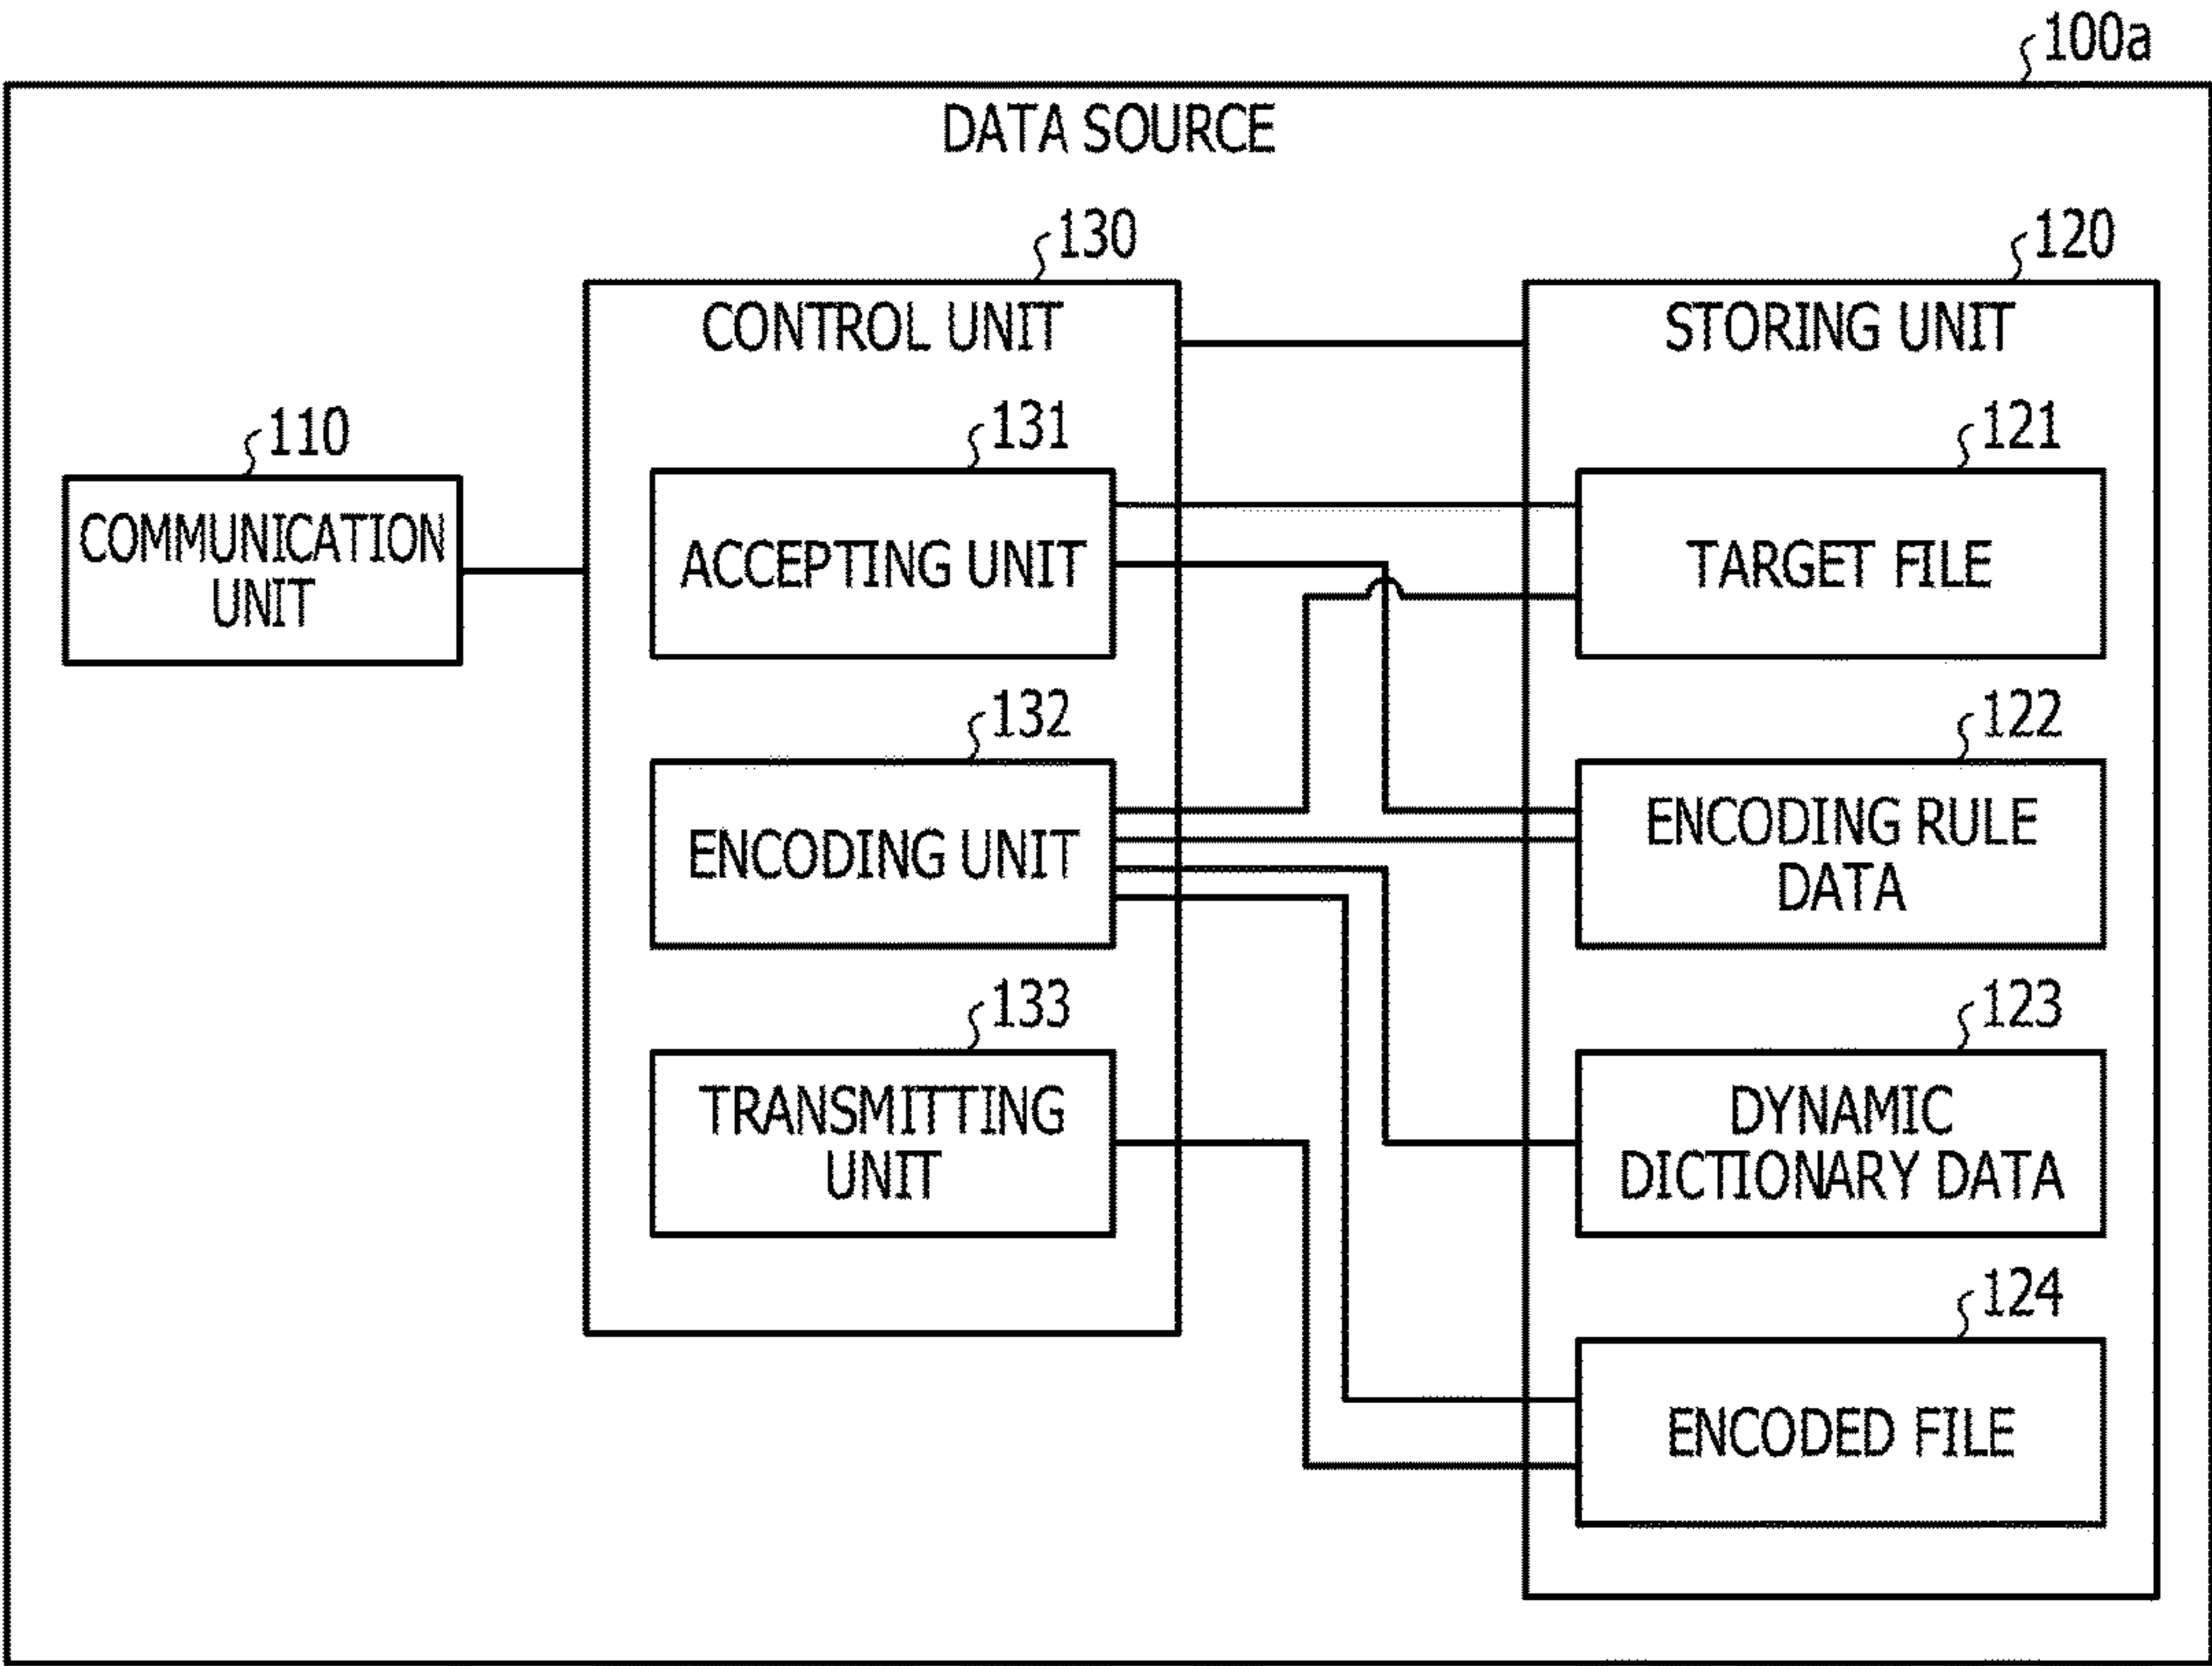 100a
DATA SOURCE
130
120
CONTROL UNIT
STORING UNIT
110
131
121
COMMUNICATION
UNIT
ACCEPTING UNIT
TARGET FILE
132
122
ENCODING UNIT
ENCODING RULE
DATA
133
123
TRANSMITTING
UNIT
DYNAMIC
DICTIONARY DATA
124
ENCODED FILE